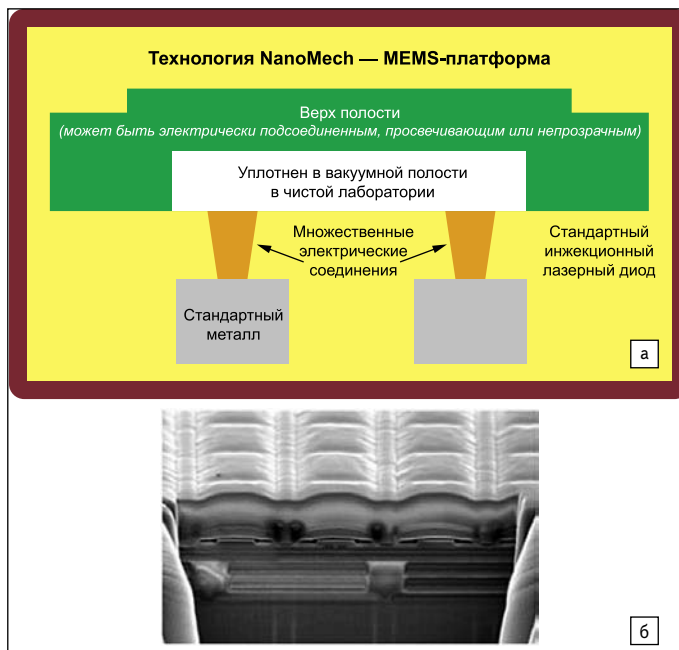 Технология NanoMech — MEMS-платформа
Верх полости
(может быть электрически подсоединенным, просвечивающим или непрозрачным)
Уплотнен в вакуумной полости
в чистой лаборатории
Множественные
электрические
соединения
Стандартный
инжекционный
лазерный диод
Стандартный
металл
а
б